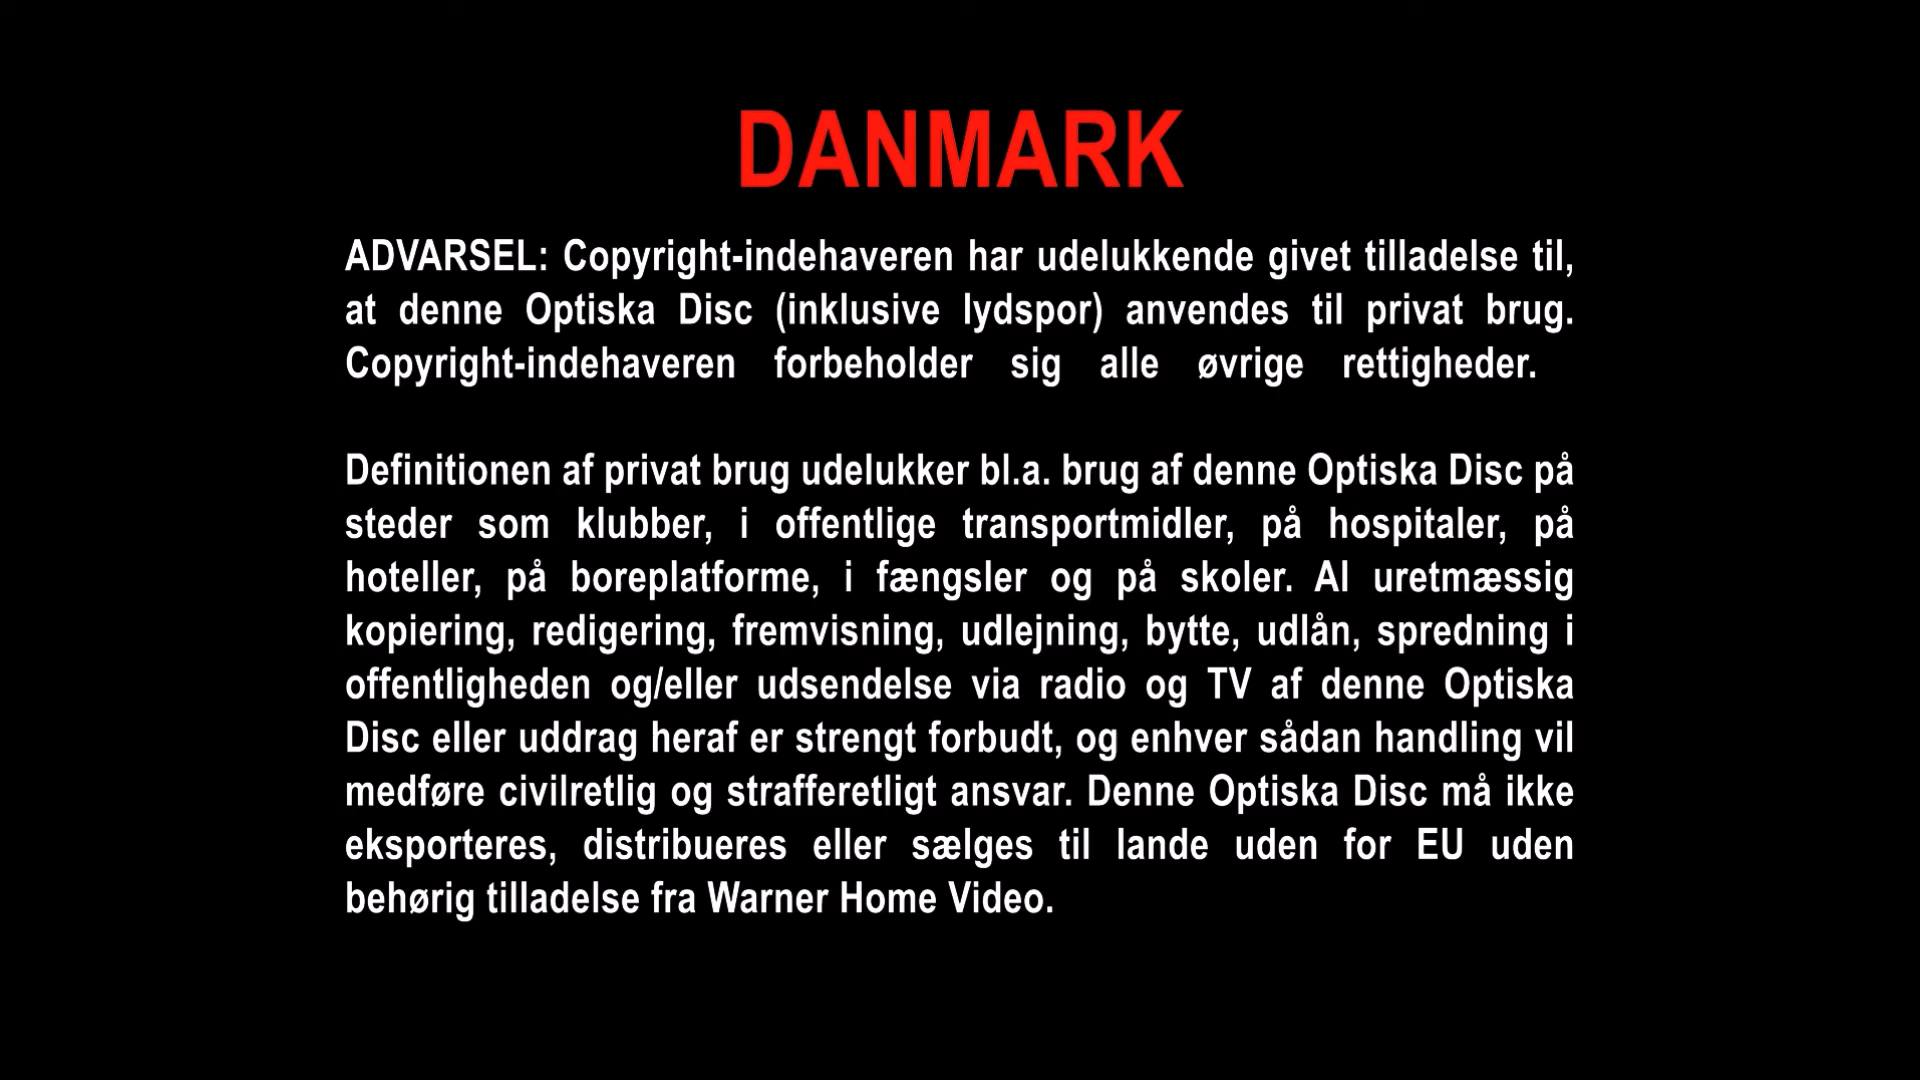 DANMARK
ADVARSEL: Copyright-indehaveren har udelukkende givet tilladelse til,
at denne Optiska Disc (inklusive lydspor) anvendes til privat brug.
Copyright-indehaveren forbeholder sig alle øvrige rettigheder.
Definitionen af privat brug udelukker bl.a. brug af denne Optiska Disc på
steder som klubber, i offentlige transportmidler, på hospitaler, på
hoteller, på boreplatforme, i fængsler og på skoler. Al uretmæssig
kopiering, redigering, fremvisning, udlejning, bytte, udlån, spredning i
offentligheden og/eller udsendelse via radio og TV af denne Optiska
Disc eller uddrag heraf er strengt forbudt, og enhver sådan handling vil
medføre civilretlig og strafferetligt ansvar. Denne Optiska Disc må ikke
eksporteres, distribueres eller sælges til lande uden for EU uden
behørig tilladelse fra Warner Home Video.